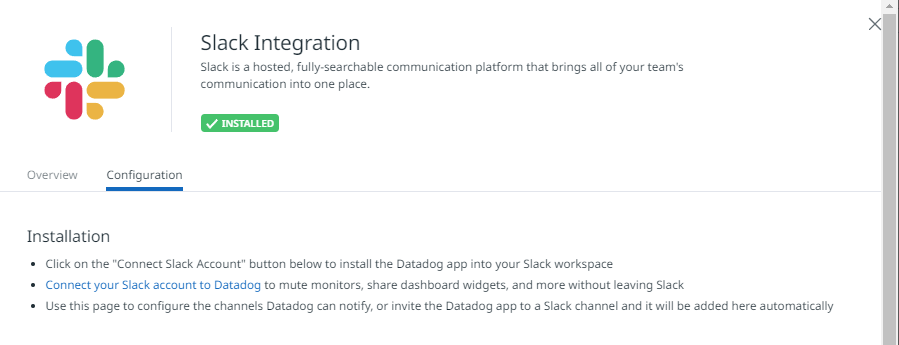 Slack Integration
Slack is a hosted, fully-searchable communication platform that brings all of your team's
communication into one place.
INSTALLED
Overview Configuration
Installation
Click on the "Connect Slack Account" button below to install the Datadog app into your Slack workspace
Connect your Slack account to Datadog to mute monitors, share dashboard widgets, and more without leaving Slack
Use this page to configure the channels Datadog can notify, or invite the Datadog app to a Slack channel and it will be added here automatically